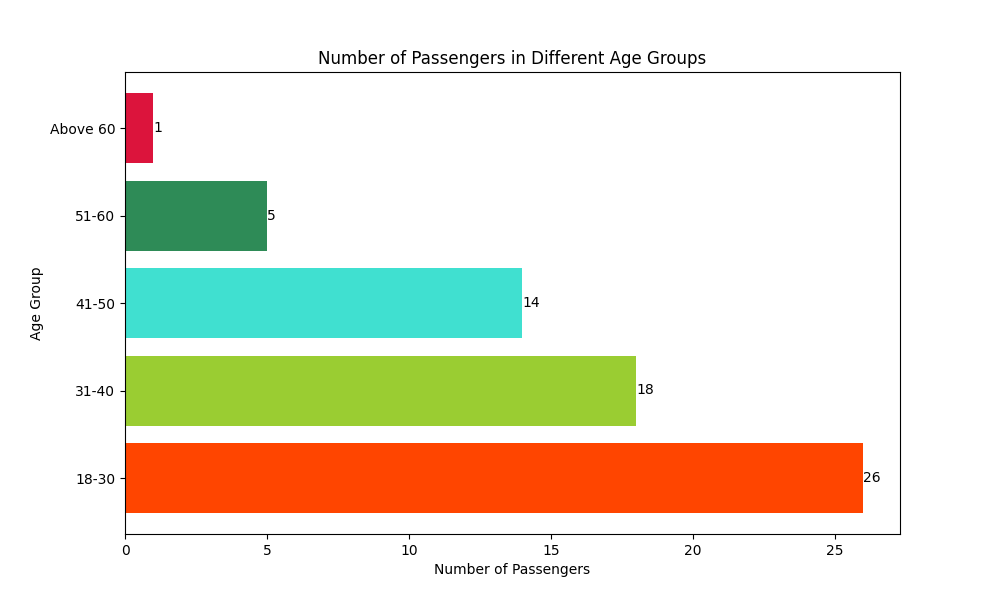 Number of Passengers in Different Age Groups
Above 60
1
51-60
5
41-50
14
31-40
18
18-30
26
Age Group
0 5 10 15 20 25
Number of Passengers